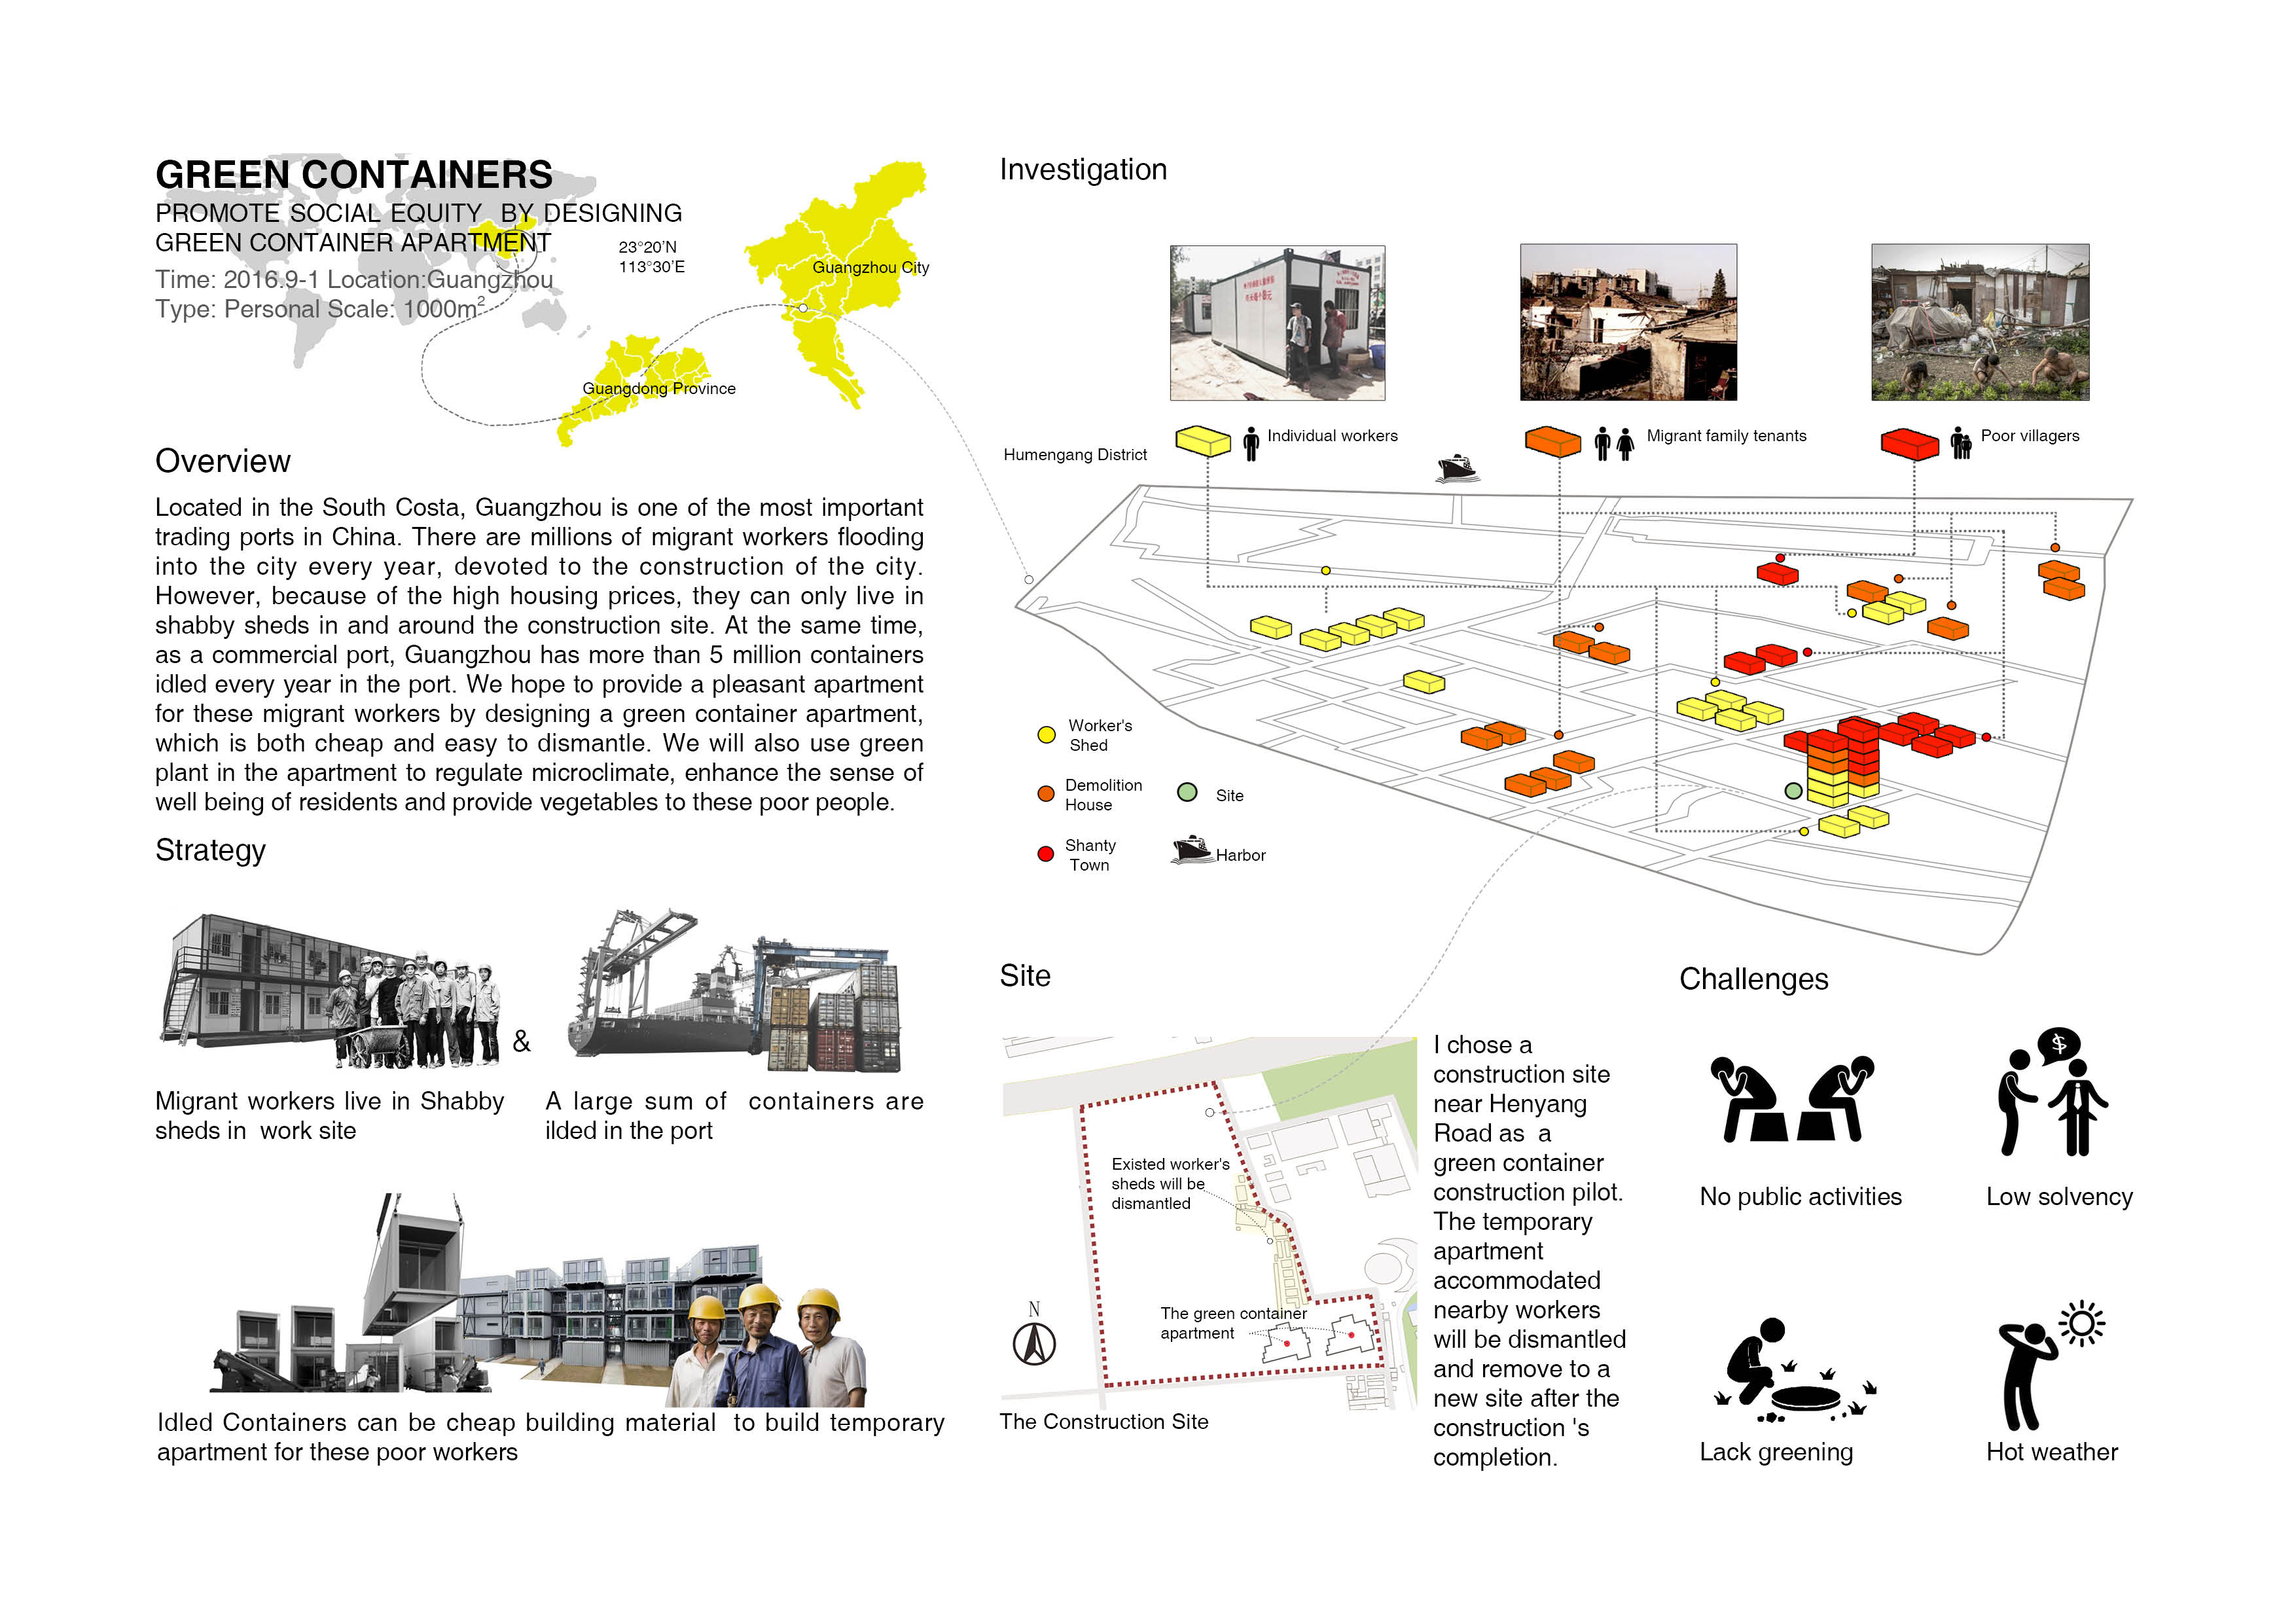 GREEN CONTAINERS
PROMOTE SOCIAL EQUITY BY DESIGNING
GREEN CONTAINER APARTMENT
Time: 2016.9-1 Location:Guangzhou
Type: Personal Scale: 1000m²
23°20'N
113°30'E
Guangzhou City
Guangdong Province
Overview
Located in the South Costa, Guangzhou is one of the most important
trading ports in China. There are millions of migrant workers flooding
into the city every year, devoted to the construction of the city.
However, because of the high housing prices, they can only live in
shabby sheds in and around the construction site. At the same time,
as a commercial port, Guangzhou has more than 5 million containers
idled every year in the port. We hope to provide a pleasant apartment
for these migrant workers by designing a green container apartment,
which is both cheap and easy to dismantle. We will also use green
plant in the apartment to regulate microclimate, enhance the sense of
well being of residents and provide vegetables to these poor people.
Strategy
&
Migrant workers live in Shabby
sheds in work site
A large sum of containers are
ilded in the port
Idled Containers can be cheap building material to build temporary
apartment for these poor workers
Investigation
Individual workers
Migrant family tenants
Poor villagers
Humengang District
Worker's
Shed
Demolition
House
Shanty
Town
Site
Harbor
Site
Existed worker's
sheds will be
dismantled
The green container
apartment
N
The Construction Site
I chose a
construction site
near Henyang
Road as a
green container
construction pilot.
The temporary
apartment
accommodated
nearby workers
will be dismantled
and remove to a
new site after the
construction 's
completion.
Challenges
$
No public activities
Low solvency
Lack greening
Hot weather